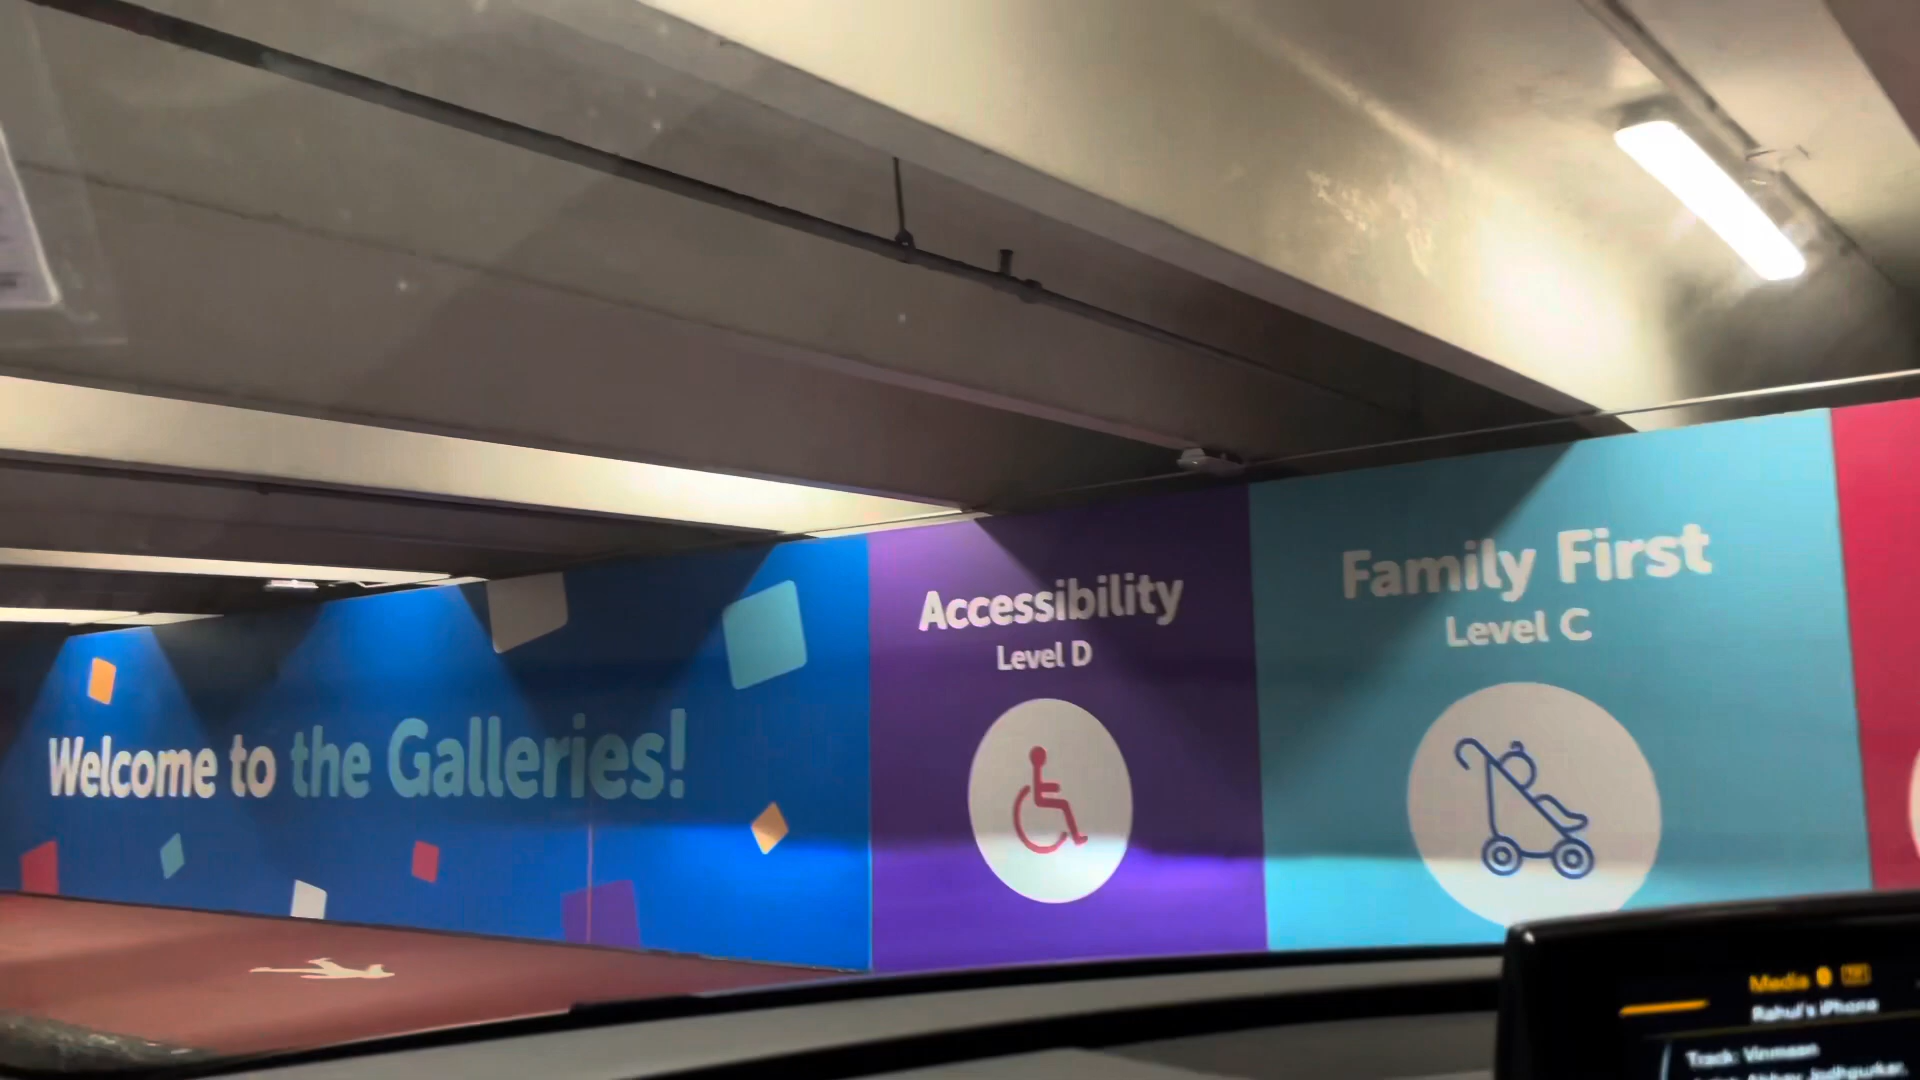 Welcome to the Galleries!
Accessibility
Level D
Family First
Level C
Media
Rahul's iPhone
Track: Vinmaan